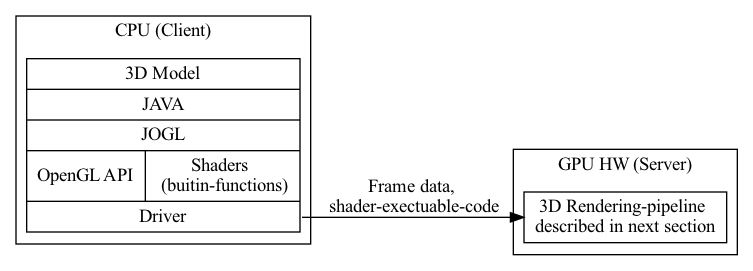 CPU (Client)
3D Model
JAVA
JOGL
OpenGL API
Shaders
(buitin-functions)
Driver
Frame data,
shader-exectuable-code
GPU HW (Server)
3D Rendering-pipeline
described in next section